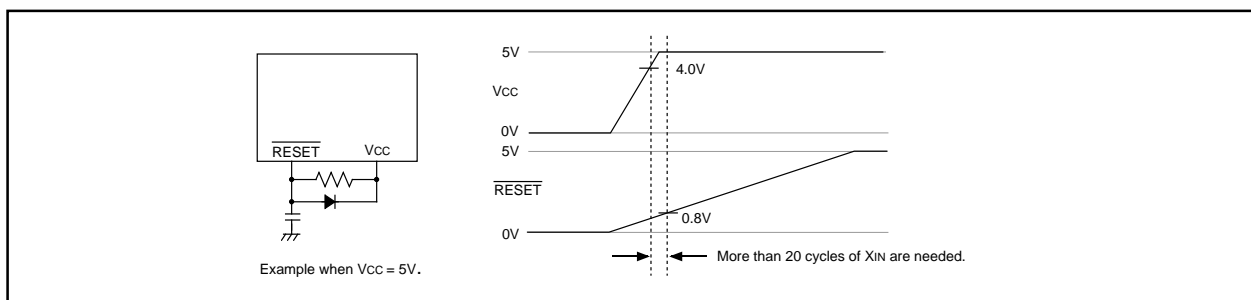 RESET VCC
Example when VCC = 5V.
5V
4.0V
VCC
0V
5V
RESET
0.8V
0V
More than 20 cycles of XIN are needed.